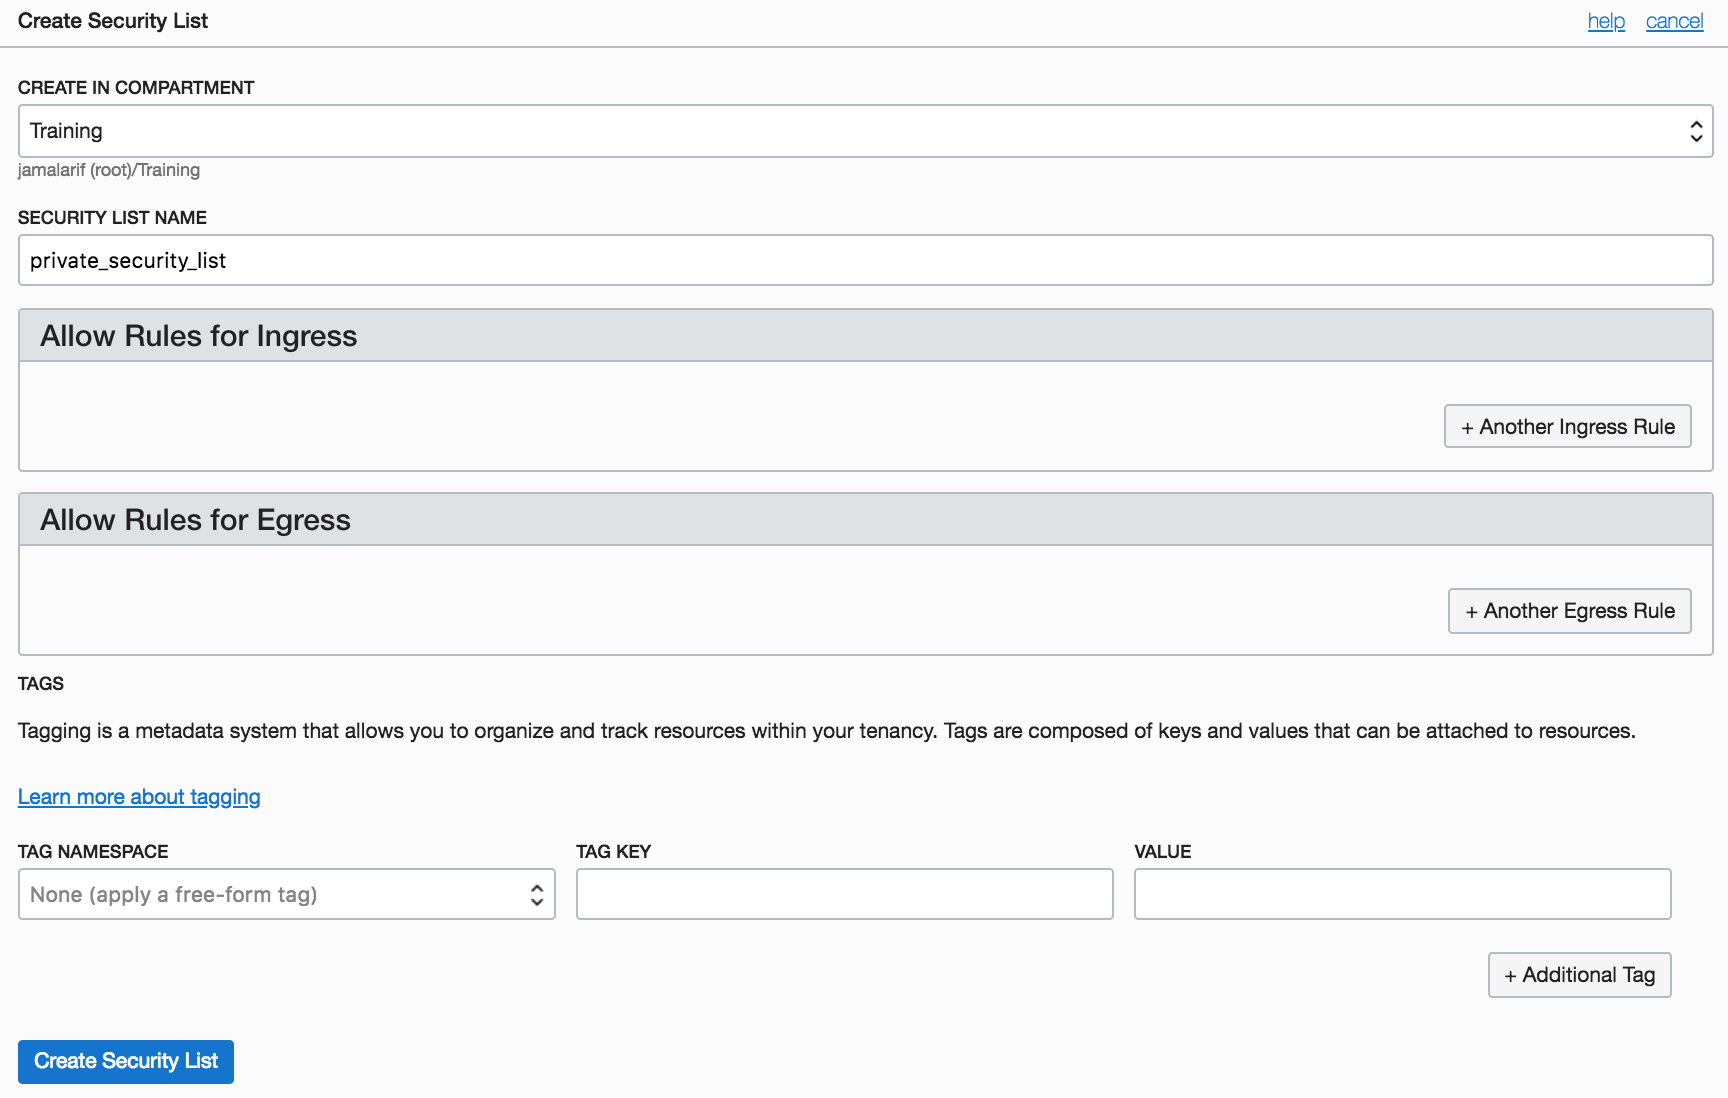 Create Security List help cancel
CREATE IN COMPARTMENT
Training
jamalarif (root)/Training
SECURITY LIST NAME
private_security_list
Allow Rules for Ingress
+ Another Ingress Rule
Allow Rules for Egress
+ Another Egress Rule
TAGS
Tagging is a metadata system that allows you to organize and track resources within your tenancy. Tags are composed of keys and values that can be attached to resources.
Learn more about tagging
TAG NAMESPACE TAG KEY VALUE
None (apply a free-form tag)
+ Additional Tag
Create Security List